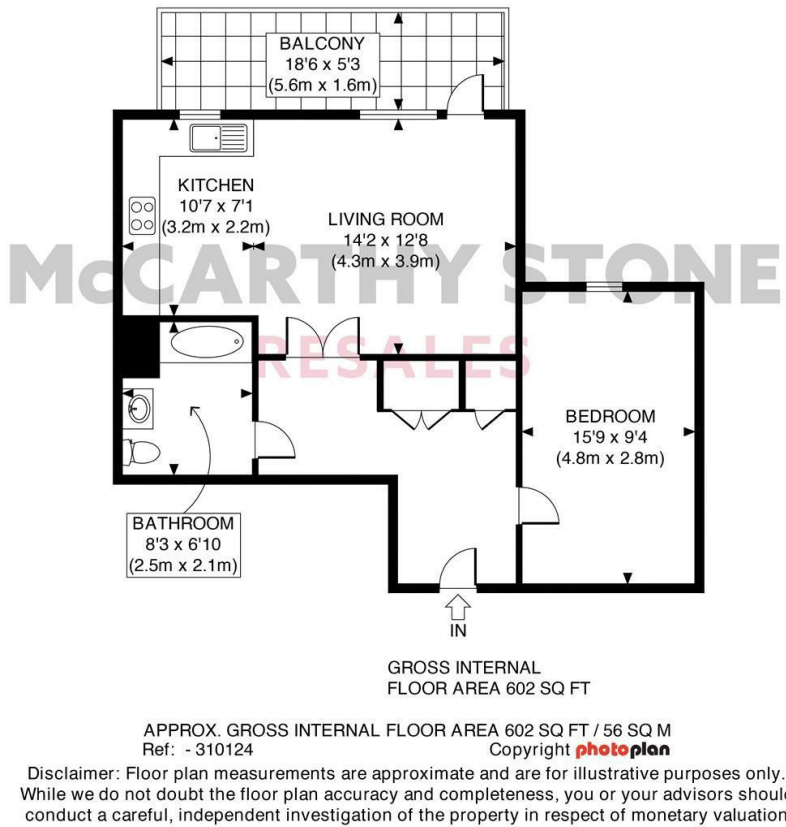 BALCONY
18'6 x 5'3
(5.6m x 1.6m)
KITCHEN
10'7 x 7'1
(3.2m x 2.2m)
LIVING ROOM
14'2 x 12'8
(4.3m x 3.9m)
McCARTHY STONE
RESALES
BEDROOM
15'9 x 9'4
(4.8m x 2.8m)
BATHROOM
8'3 x 6'10
(2.5m x 2.1m)
IN
GROSS INTERNAL
FLOOR AREA 602 SQ FT
APPROX. GROSS INTERNAL FLOOR AREA 602 SQ FT / 56 SQ M
Ref: - 310124 Copyright photoplan
Disclaimer: Floor plan measurements are approximate and are for illustrative purposes only.
While we do not doubt the floor plan accuracy and completeness, you or your advisors should
conduct a careful, independent investigation of the property in respect of monetary valuation